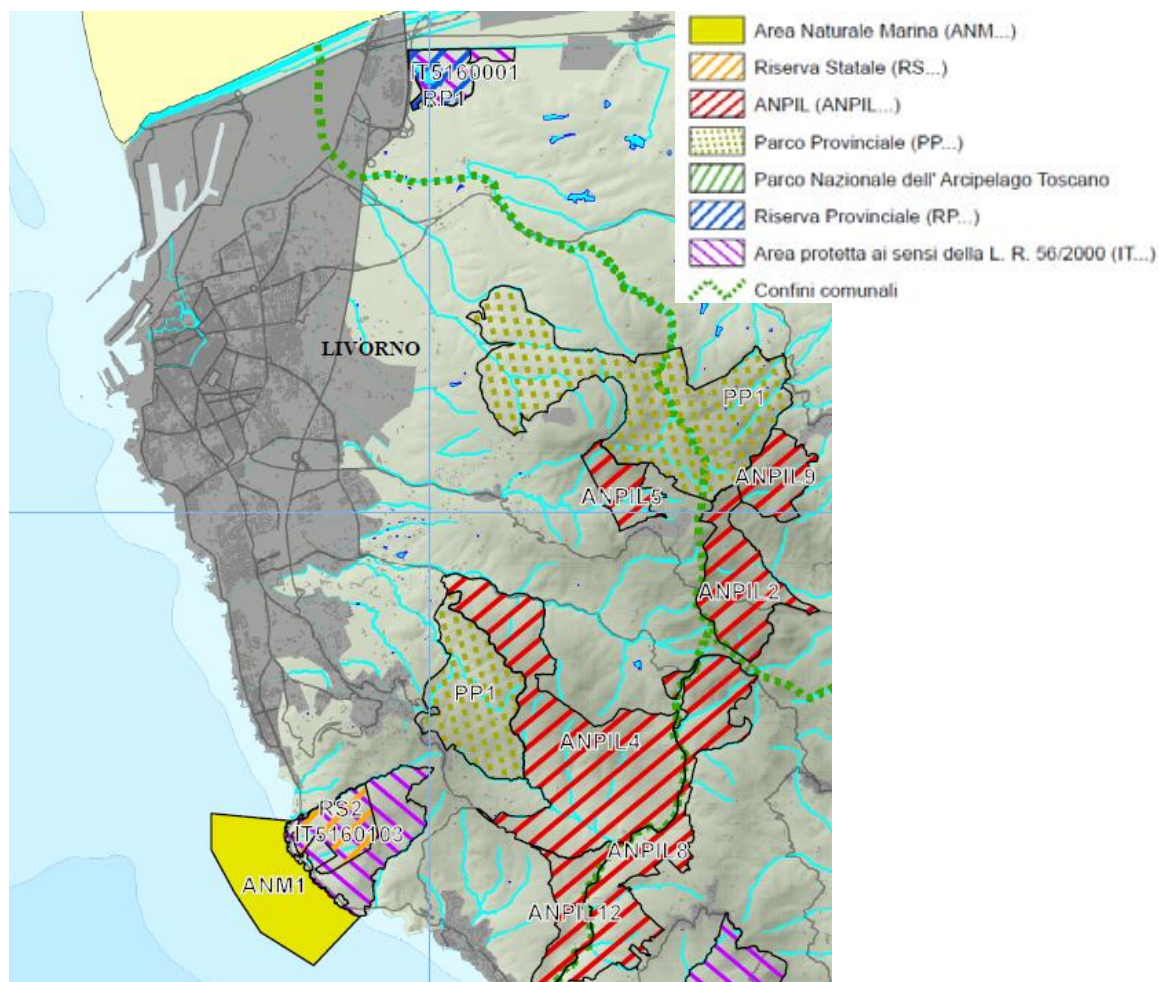 Area Naturale Marina (ANM...)
Riserva Statale (RS...)
ANPIL (ANPIL...)
Parco Provinciale (PP...)
Parco Nazionale dell' Arcipelago Toscano
Riserva Provinciale (RP...)
Area protetta ai sensi della L. R. 56/2000 (IT...)
Confini comunali
IT5160001
RP1
LIVORNO
PP1
ANPIL9
ANPIL5
ANPIL2
PP1
ANPIL4
RS2
IT5160103
ANPIL8
ANM1
ANPIL12